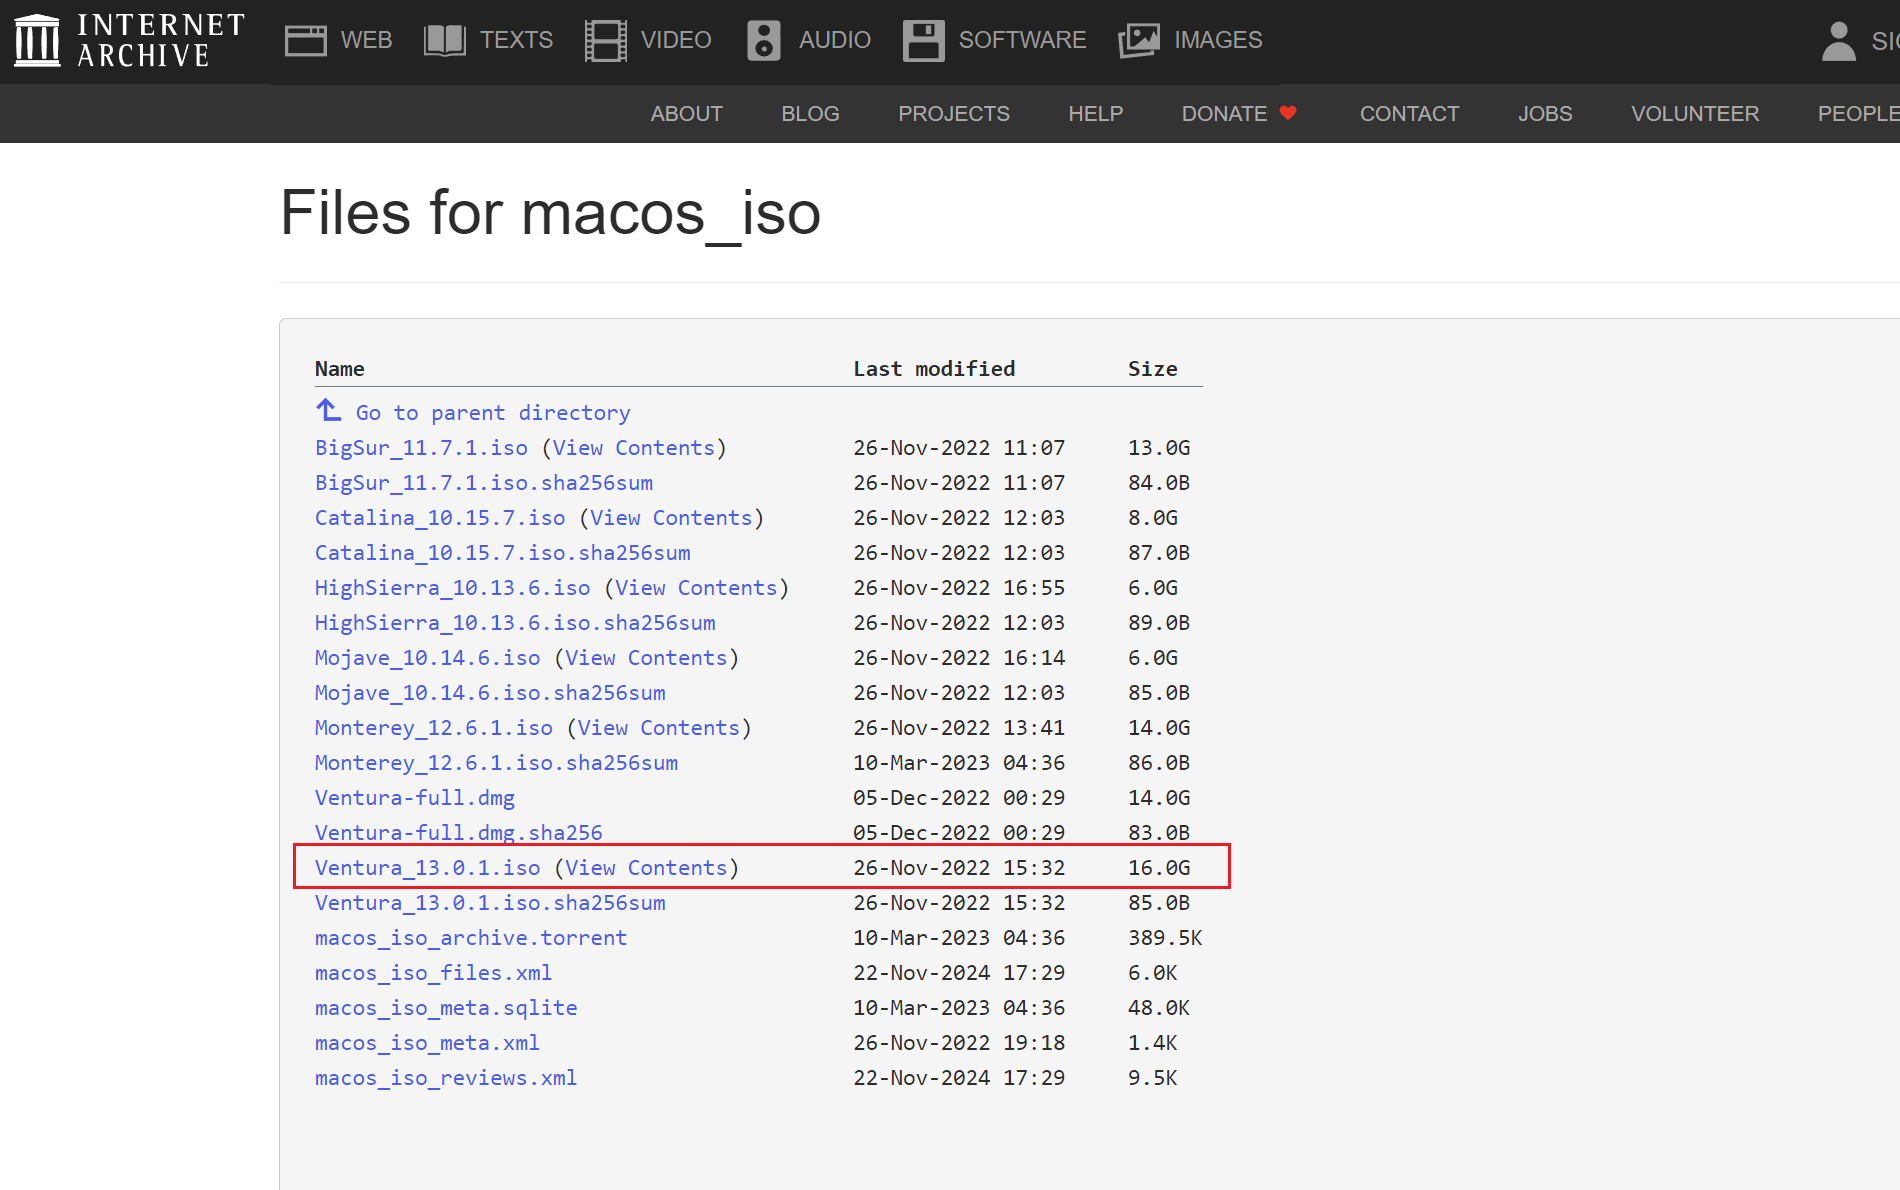 INTERNET ARCHIVE
WEB TEXTS VIDEO AUDIO SOFTWARE IMAGES
ABOUT BLOG PROJECTS HELP DONATE CONTACT JOBS VOLUNTEER PEOPLE
Files for macos_iso
Name Last modified Size
Go to parent directory
BigSur_11.7.1.iso (View Contents) 26-Nov-2022 11:07 13.0G
BigSur_11.7.1.iso.sha256sum 26-Nov-2022 11:07 84.0B
Catalina_10.15.7.iso (View Contents) 26-Nov-2022 12:03 8.0G
Catalina_10.15.7.iso.sha256sum 26-Nov-2022 12:03 87.0B
HighSierra_10.13.6.iso (View Contents) 26-Nov-2022 16:55 6.0G
HighSierra_10.13.6.iso.sha256sum 26-Nov-2022 12:03 89.0B
Mojave_10.14.6.iso (View Contents) 26-Nov-2022 16:14 6.0G
Mojave_10.14.6.iso.sha256sum 26-Nov-2022 12:03 85.0B
Monterey_12.6.1.iso (View Contents) 26-Nov-2022 13:41 14.0G
Monterey_12.6.1.iso.sha256sum 10-Mar-2023 04:36 86.0B
Ventura-full.dmg 05-Dec-2022 00:29 14.0G
Ventura-full.dmg.sha256 05-Dec-2022 00:29 83.0B
Ventura_13.0.1.iso (View Contents) 26-Nov-2022 15:32 16.0G
Ventura_13.0.1.iso.sha256sum 26-Nov-2022 15:32 85.0B
macos_iso_archive.torrent 10-Mar-2023 04:36 389.5K
macos_iso_files.xml 22-Nov-2024 17:29 6.0K
macos_iso_meta.sqlite 10-Mar-2023 04:36 48.0K
macos_iso_meta.xml 26-Nov-2022 19:18 1.4K
macos_iso_reviews.xml 22-Nov-2024 17:29 9.5K